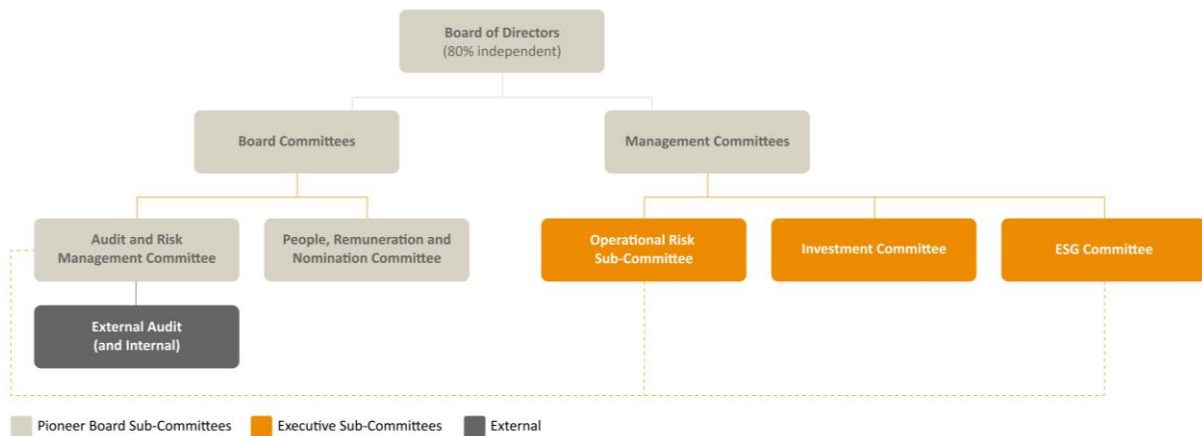 Board of Directors
(80% independent)
Board Committees
Management Committees
Audit and Risk
Management Committee
People, Remuneration and
Nomination Committee
Operational Risk
Sub-Committee
Investment Committee
ESG Committee
External Audit
(and Internal)
Pioneer Board Sub-Committees
Executive Sub-Committees
External